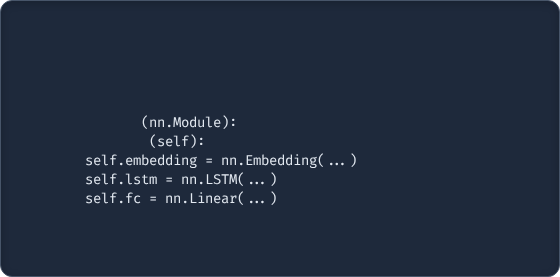 (nn.Module):
(self):
self.embedding = nn.Embedding(...)
self.lstm = nn.LSTM(...)
self.fc = nn.Linear(...)